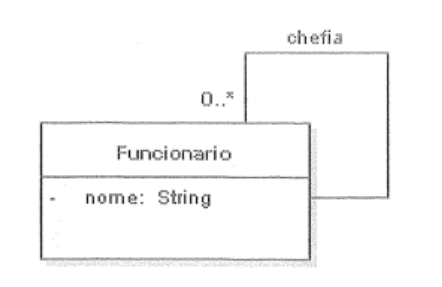 chefia
0..*
Funcionario
- nome: String